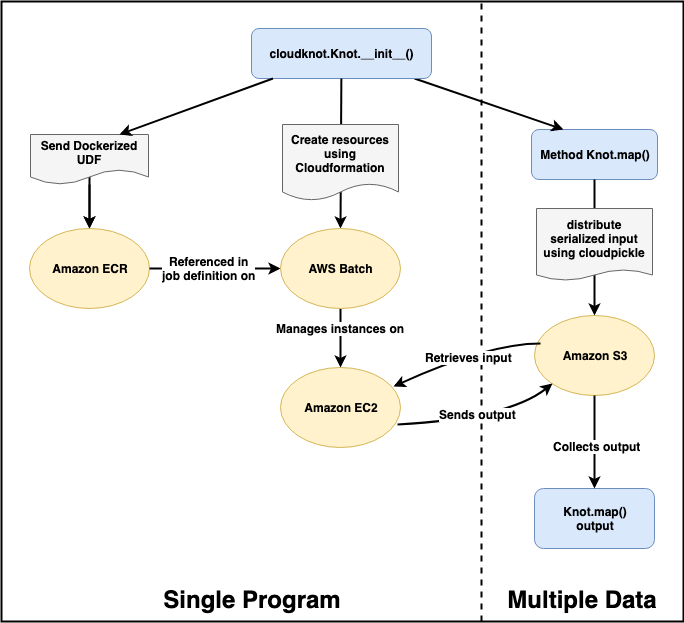 cloudknot.Knot.__init__()
Send Dockerized
UDF
Create resources
using
Cloudformation
Method Knot.map()
distribute
serialized input
using cloudpickle
Amazon ECR
Referenced in
job definition on
AWS Batch
Manages instances on
Retrieves input
Amazon S3
Amazon EC2
Sends output
Collects output
Knot.map()
output
Single Program
Multiple Data